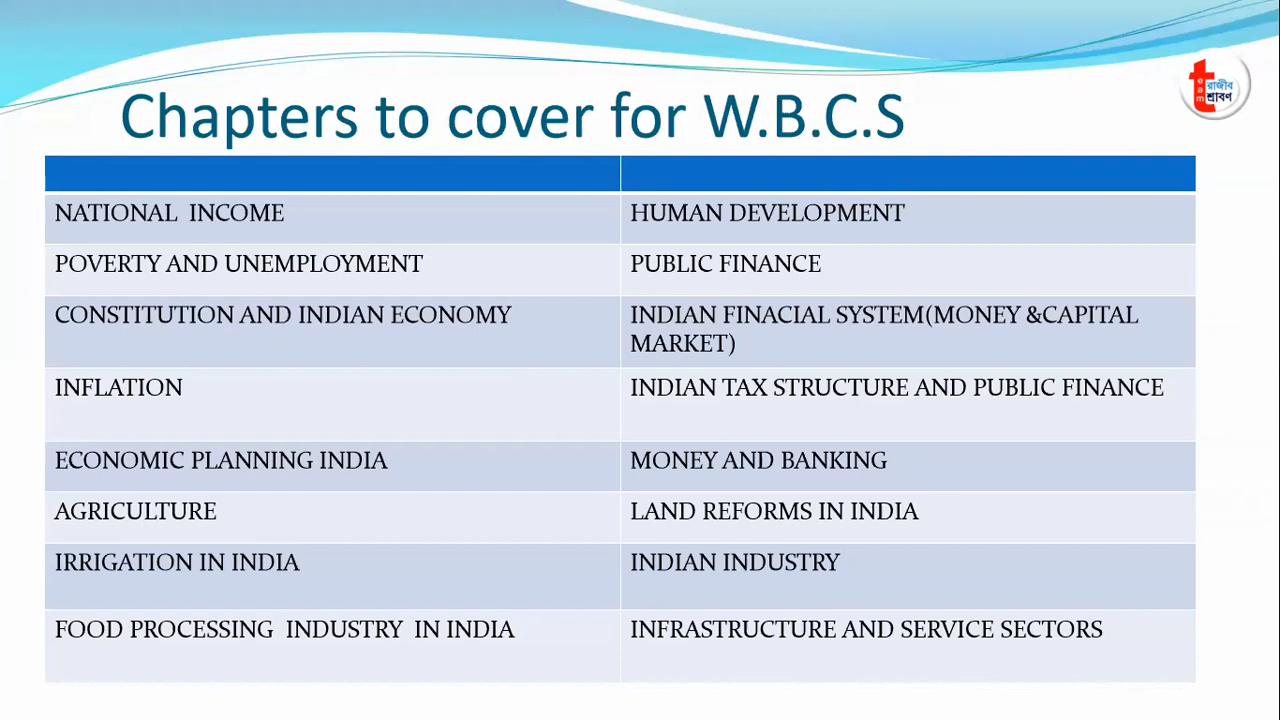 Chapters to cover for W.B.C.S
t
eam
রাজীব
শ্রাবণ
NATIONAL INCOME
HUMAN DEVELOPMENT
POVERTY AND UNEMPLOYMENT
PUBLIC FINANCE
CONSTITUTION AND INDIAN ECONOMY
INDIAN FINACIAL SYSTEM(MONEY &CAPITAL
MARKET)
INFLATION
INDIAN TAX STRUCTURE AND PUBLIC FINANCE
ECONOMIC PLANNING INDIA
MONEY AND BANKING
AGRICULTURE
LAND REFORMS IN INDIA
IRRIGATION IN INDIA
INDIAN INDUSTRY
FOOD PROCESSING INDUSTRY IN INDIA
INFRASTRUCTURE AND SERVICE SECTORS